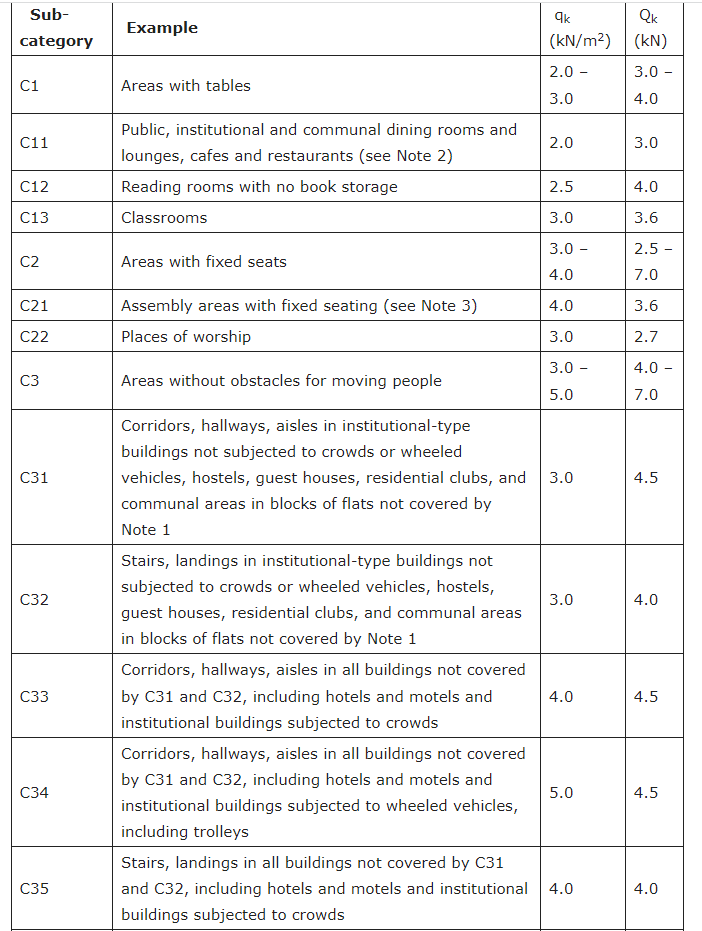 Sub-category Example qk (kN/m²) Qk (kN)
C1 Areas with tables 2.0 – 3.0 3.0 – 4.0
C11 Public, institutional and communal dining rooms and lounges, cafes and restaurants (see Note 2) 2.0 3.0
C12 Reading rooms with no book storage 2.5 4.0
C13 Classrooms 3.0 3.6
C2 Areas with fixed seats 3.0 – 4.0 2.5 – 7.0
C21 Assembly areas with fixed seating (see Note 3) 4.0 3.6
C22 Places of worship 3.0 2.7
C3 Areas without obstacles for moving people 3.0 – 5.0 4.0 – 7.0
C31 Corridors, hallways, aisles in institutional-type buildings not subjected to crowds or wheeled vehicles, hostels, guest houses, residential clubs, and communal areas in blocks of flats not covered by Note 1 3.0 4.5
C32 Stairs, landings in institutional-type buildings not subjected to crowds or wheeled vehicles, hostels, guest houses, residential clubs, and communal areas in blocks of flats not covered by Note 1 3.0 4.0
C33 Corridors, hallways, aisles in all buildings not covered by C31 and C32, including hotels and motels and institutional buildings subjected to crowds 4.0 4.5
C34 Corridors, hallways, aisles in all buildings not covered by C31 and C32, including hotels and motels and institutional buildings subjected to wheeled vehicles, including trolleys 5.0 4.5
C35 Stairs, landings in all buildings not covered by C31 and C32, including hotels and motels and institutional buildings subjected to crowds 4.0 4.0